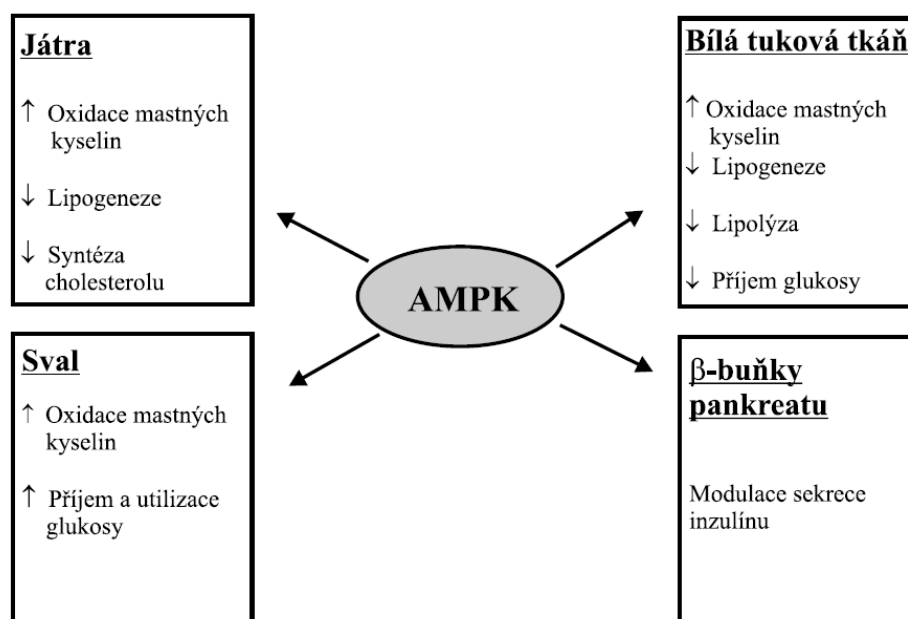 Játra
↑ Oxidace mastných
kyselin
↓ Lipogeneze
↓ Syntéza
cholesterolu
Bílá tuková tkáň
↑ Oxidace mastných
kyselin
↓ Lipogeneze
↓ Lipolýza
↓ Příjem glukosy
AMPK
Sval
↑ Oxidace mastných
kyselin
↑ Příjem a utilizace
glukosy
β-buňky
pankreatu
Modulace sekrece
inzulínu